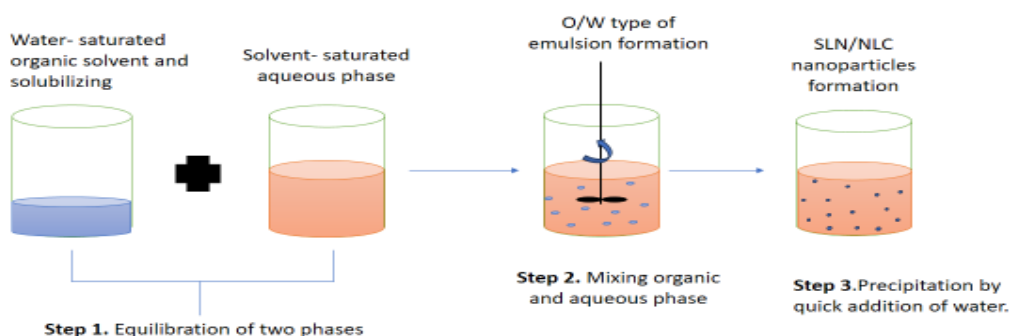 Water- saturated
organic solvent and
solubilizing
Solvent- saturated
aqueous phase
O/W type of
emulsion formation
SLN/NLC
nanoparticles
formation
Step 1. Equilibration of two phases
Step 2. Mixing organic
and aqueous phase
Step 3.Precipitation by
quick addition of water.